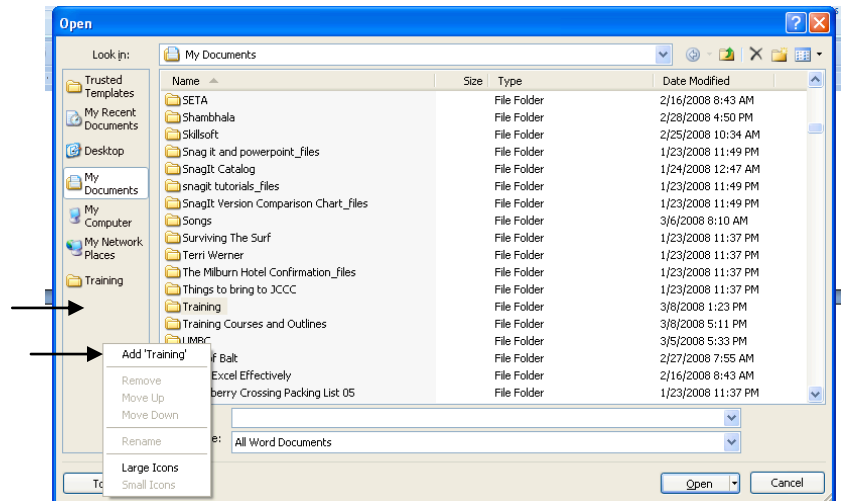 Open
Look in:
My Documents
Trusted
Templates
My Recent
Documents
Desktop
My
Documents
My
Computer
My Network
Places
Training
Name Size Type Date Modified
SETA File Folder 2/16/2008 8:43 AM
Shambhala File Folder 2/28/2008 4:50 PM
Skillsoft File Folder 2/25/2008 10:34 AM
Snag it and powerpoint_files File Folder 1/23/2008 11:49 PM
SnagIt Catalog File Folder 1/24/2008 12:47 AM
snagit tutorials_files File Folder 1/23/2008 11:49 PM
SnagIt Version Comparison Chart_files File Folder 1/23/2008 11:49 PM
Songs File Folder 3/6/2008 8:10 AM
Surviving The Surf File Folder 1/23/2008 11:37 PM
Terri Werner File Folder 1/23/2008 11:37 PM
The Milburn Hotel Confirmation_files File Folder 1/23/2008 11:37 PM
Things to bring to JCCC File Folder 1/23/2008 11:37 PM
Training File Folder 3/8/2008 1:23 PM
Training Courses and Outlines File Folder 3/8/2008 5:11 PM
UMBC File Folder 3/5/2008 5:33 PM
of Balt File Folder 2/27/2008 7:55 AM
Excel Effectively File Folder 2/16/2008 8:43 AM
berry Crossing Packing List 05 File Folder 1/23/2008 11:37 PM
Add 'Training'
Remove
Move Up
Move Down
Rename
Large Icons
Small Icons
e: All Word Documents
To
Open
Cancel